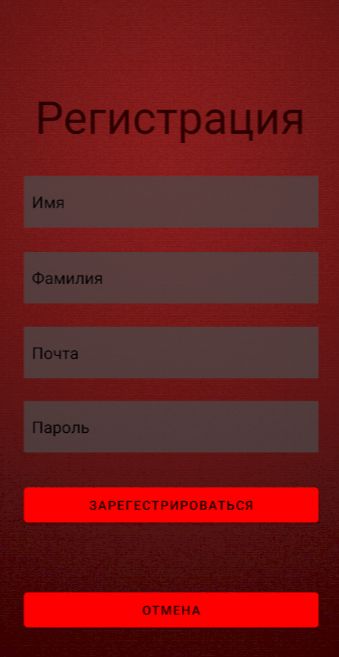 Регистрация
Имя
Фамилия
Почта
Пароль
ЗАРЕГЕСТРИРОВАТЬСЯ
ОТМЕНА